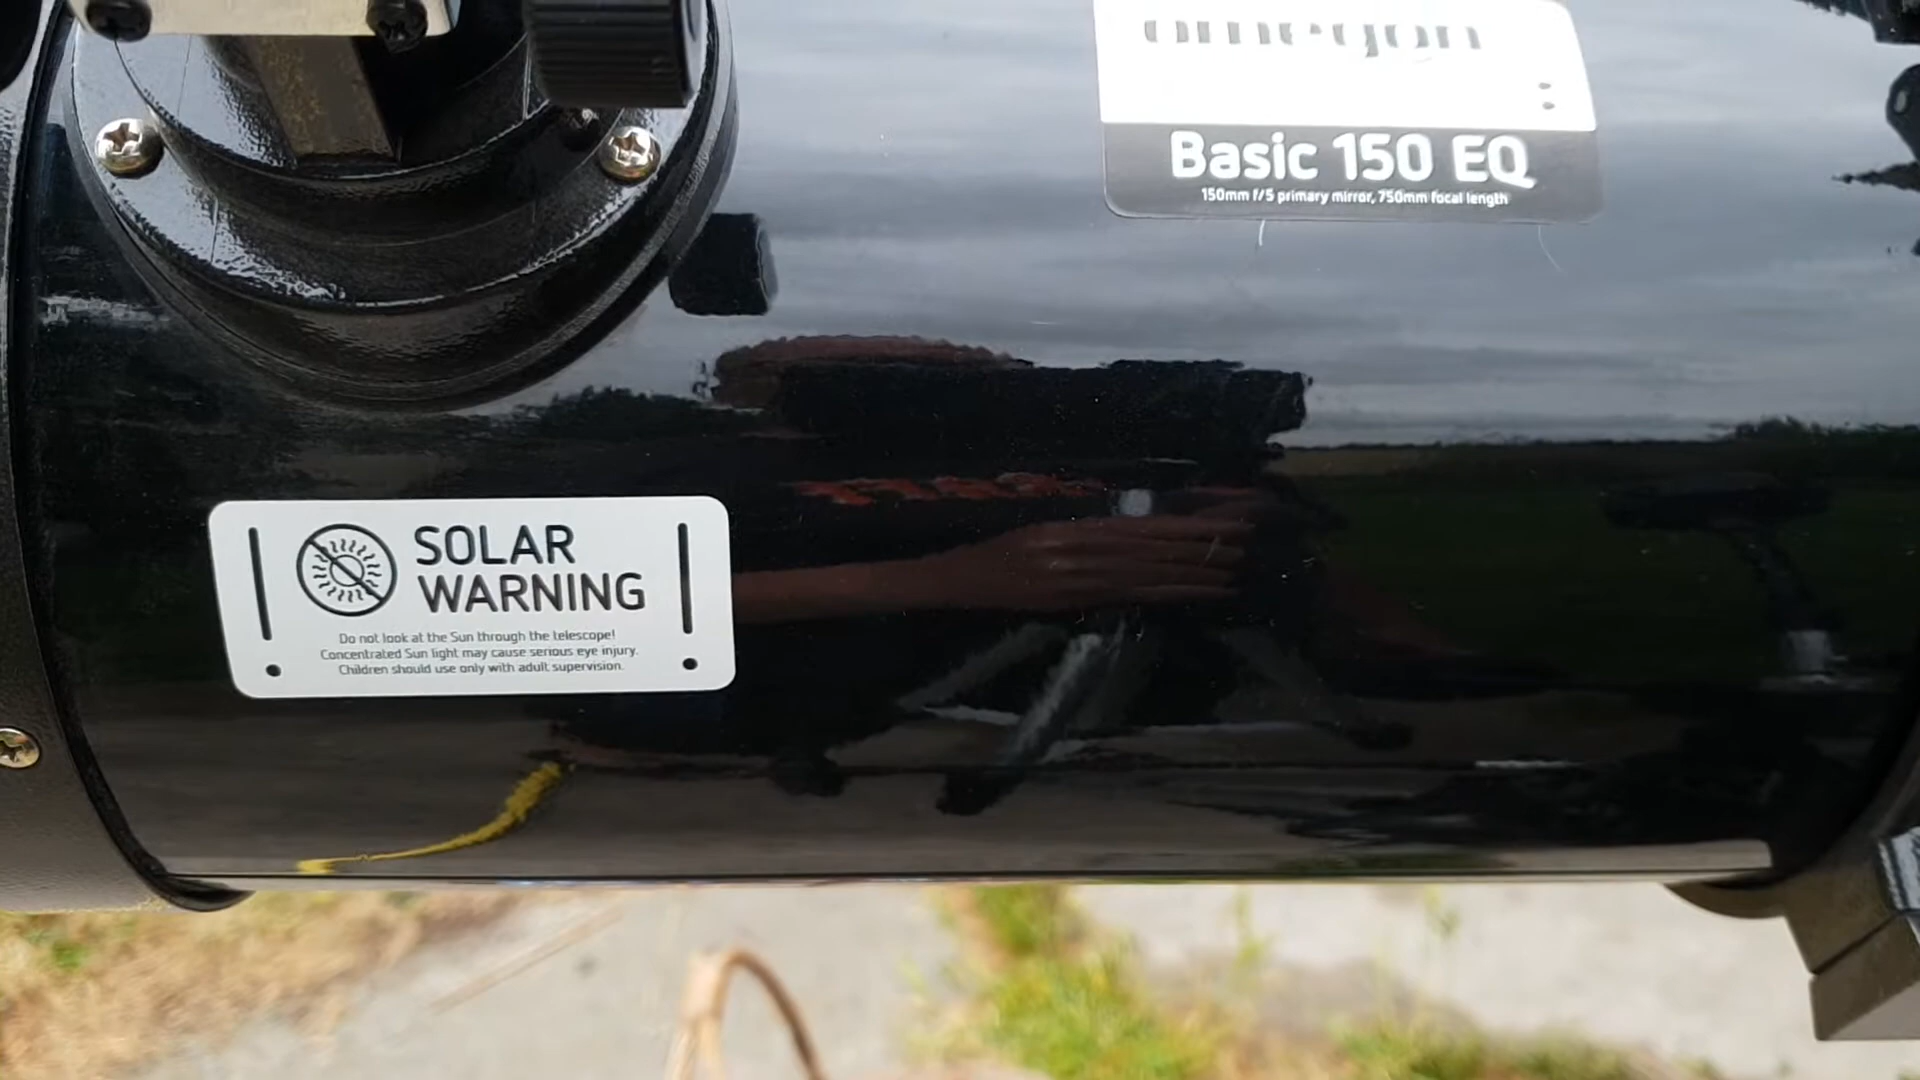 omegon
Basic 150 EQ
150mm f/5 primary mirror, 750mm focal length
SOLAR
WARNING
Do not look at the Sun through the telescope!
Concentrated Sun light may cause serious eye injury.
Children should use only with adult supervision.